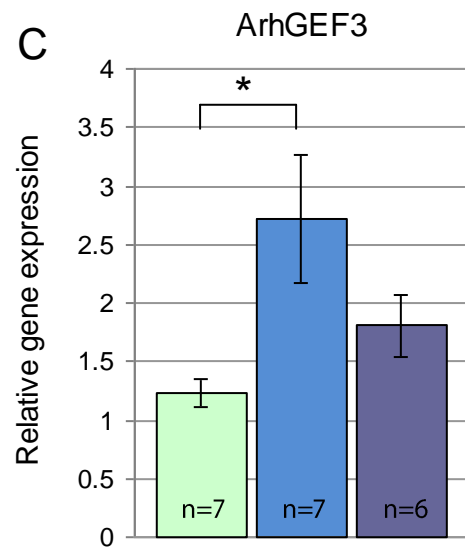 C
ArhGEF3
Relative gene expression
4
3.5
3
2.5
2
1.5
1
0.5
0
*
n=7
n=7
n=6